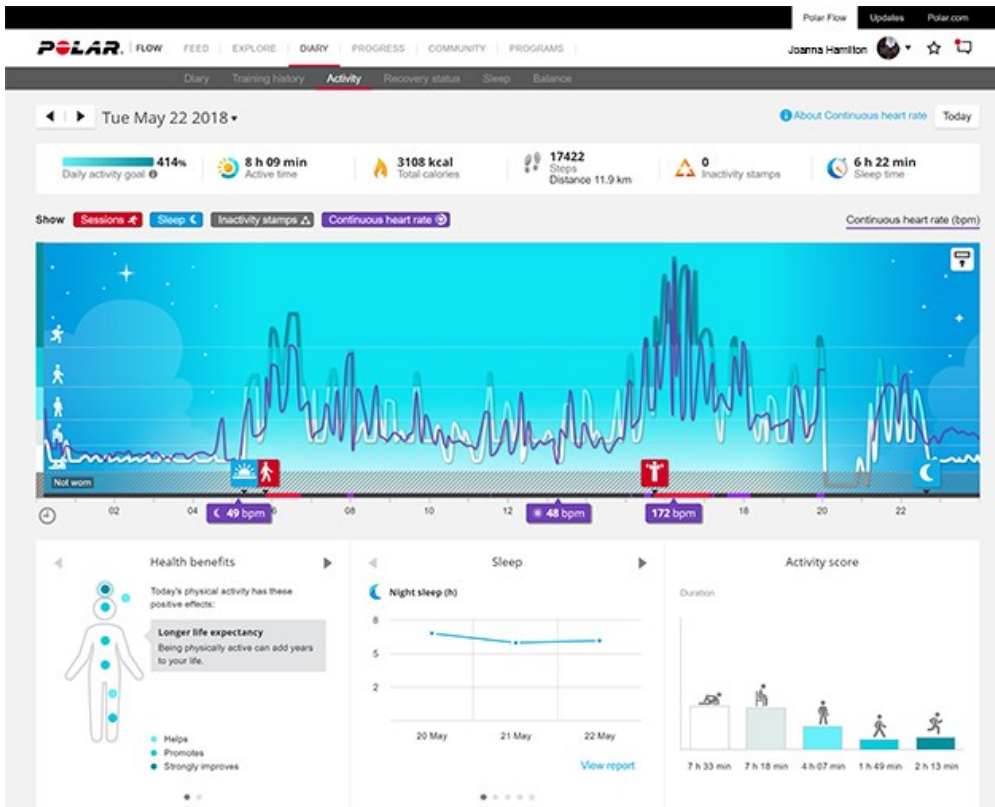 Polar Flow Updates Polar.com
POLAR. FLOW FEED EXPLORE DIARY PROGRESS COMMUNITY PROGRAMS Joanna Hamilton
Diary Training history Activity Recovery status Sleep Balance
Tue May 22 2018 About Continuous heart rate Today
414% 8 h 09 min 3108 kcal 17422 0 6 h 22 min
Daily activity goal Active time Total calories Steps Inactivity stamps Sleep time
Distance 11.9 km
Show Sessions Sleep Inactivity stamps Continuous heart rate Continuous heart rate (bpm)
Not worn
02 04 06 08 10 12 18 20 22
49 bpm 48 bpm 172 bpm
Health benefits Sleep Activity score
Today's physical activity has these
positive effects:
Longer life expectancy
Being physically active can add years
to your life.
Helps
Promotes
Strongly improves
Night sleep (h)
8
5
2
20 May 21 May 22 May
View report
Duration
7 h 33 min 7 h 18 min 4 h 07 min 1 h 49 min 2 h 13 min